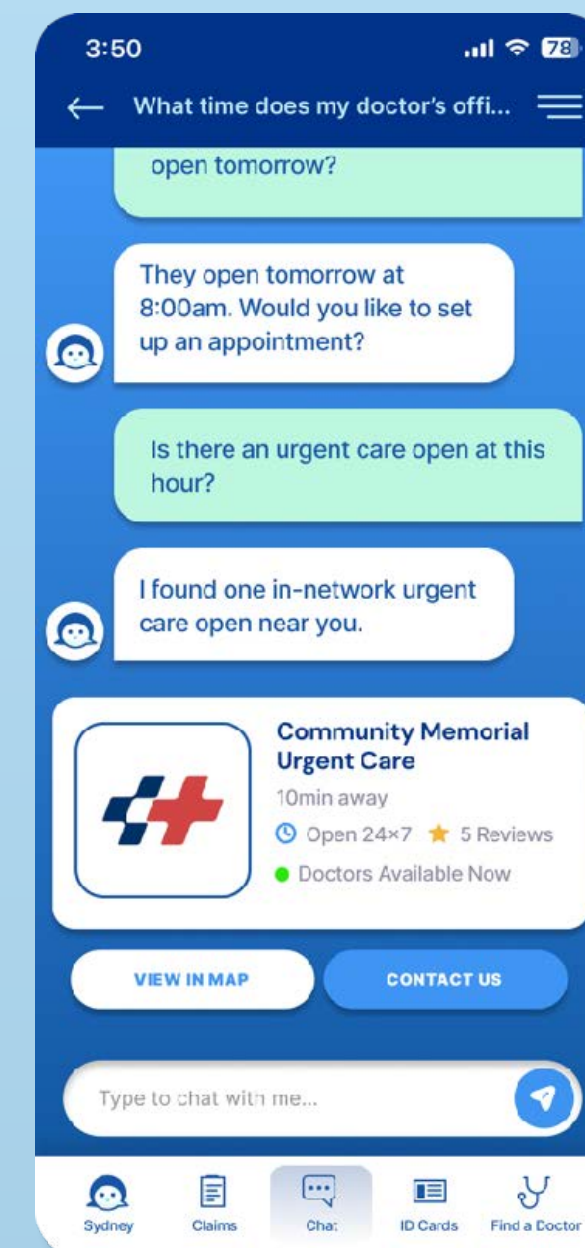 3:50
78
What time does my doctor's offi...
open tomorrow?
They open tomorrow at
8:00am. Would you like to set
up an appointment?
Is there an urgent care open at this
hour?
I found one in-network urgent
care open near you.
Community Memorial
Urgent Care
10min away
Open 24×7 5 Reviews
Doctors Available Now
VIEW IN MAP CONTACT US
Type to chat with me...
Sydney Claims Chat ID Cards Find a Doctor